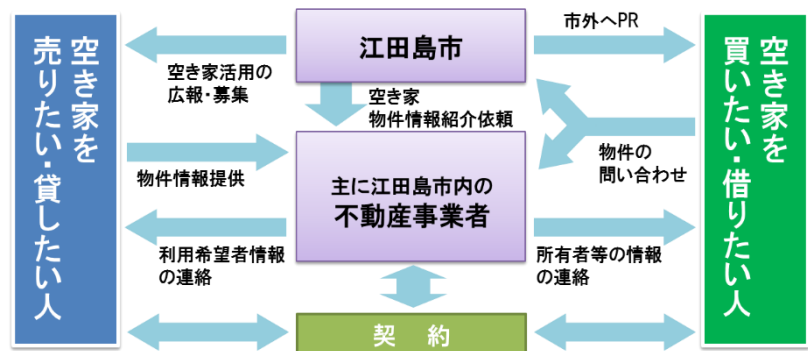 空き家を
売りたい・貸したい人
江田島市
市外へPR
空き家活用の
広報・募集
空き家
物件情報紹介依頼
物件情報提供
主に江田島市内の
不動産事業者
物件の
問い合わせ
利用希望者情報
の連絡
所有者等の情報
の連絡
契 約
空き家を
買いたい・借りたい人